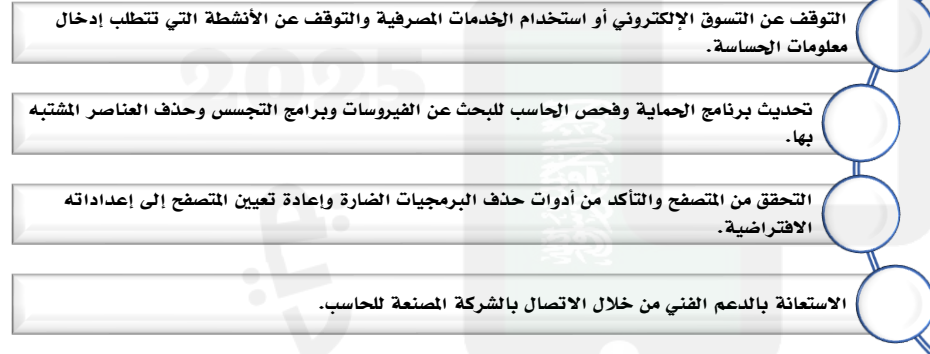 التوقف عن التسوق الإلكتروني أو استخدام الخدمات المصرفية والتوقف عن الأنشطة التي تتطلب إدخال
معلومات الحساسة.
تحديث برنامج الحماية وفحص الحاسب للبحث عن الفيروسات وبرامج التجسس وحذف العناصر المشتبه
بها.
التحقق من المتصفح والتأكد من أدوات حذف البرمجيات الضارة وإعادة تعيين المتصفح إلى إعداداته
الافتراضية.
الاستعانة بالدعم الفني من خلال الاتصال بالشركة المصنعة للحاسب.
2025